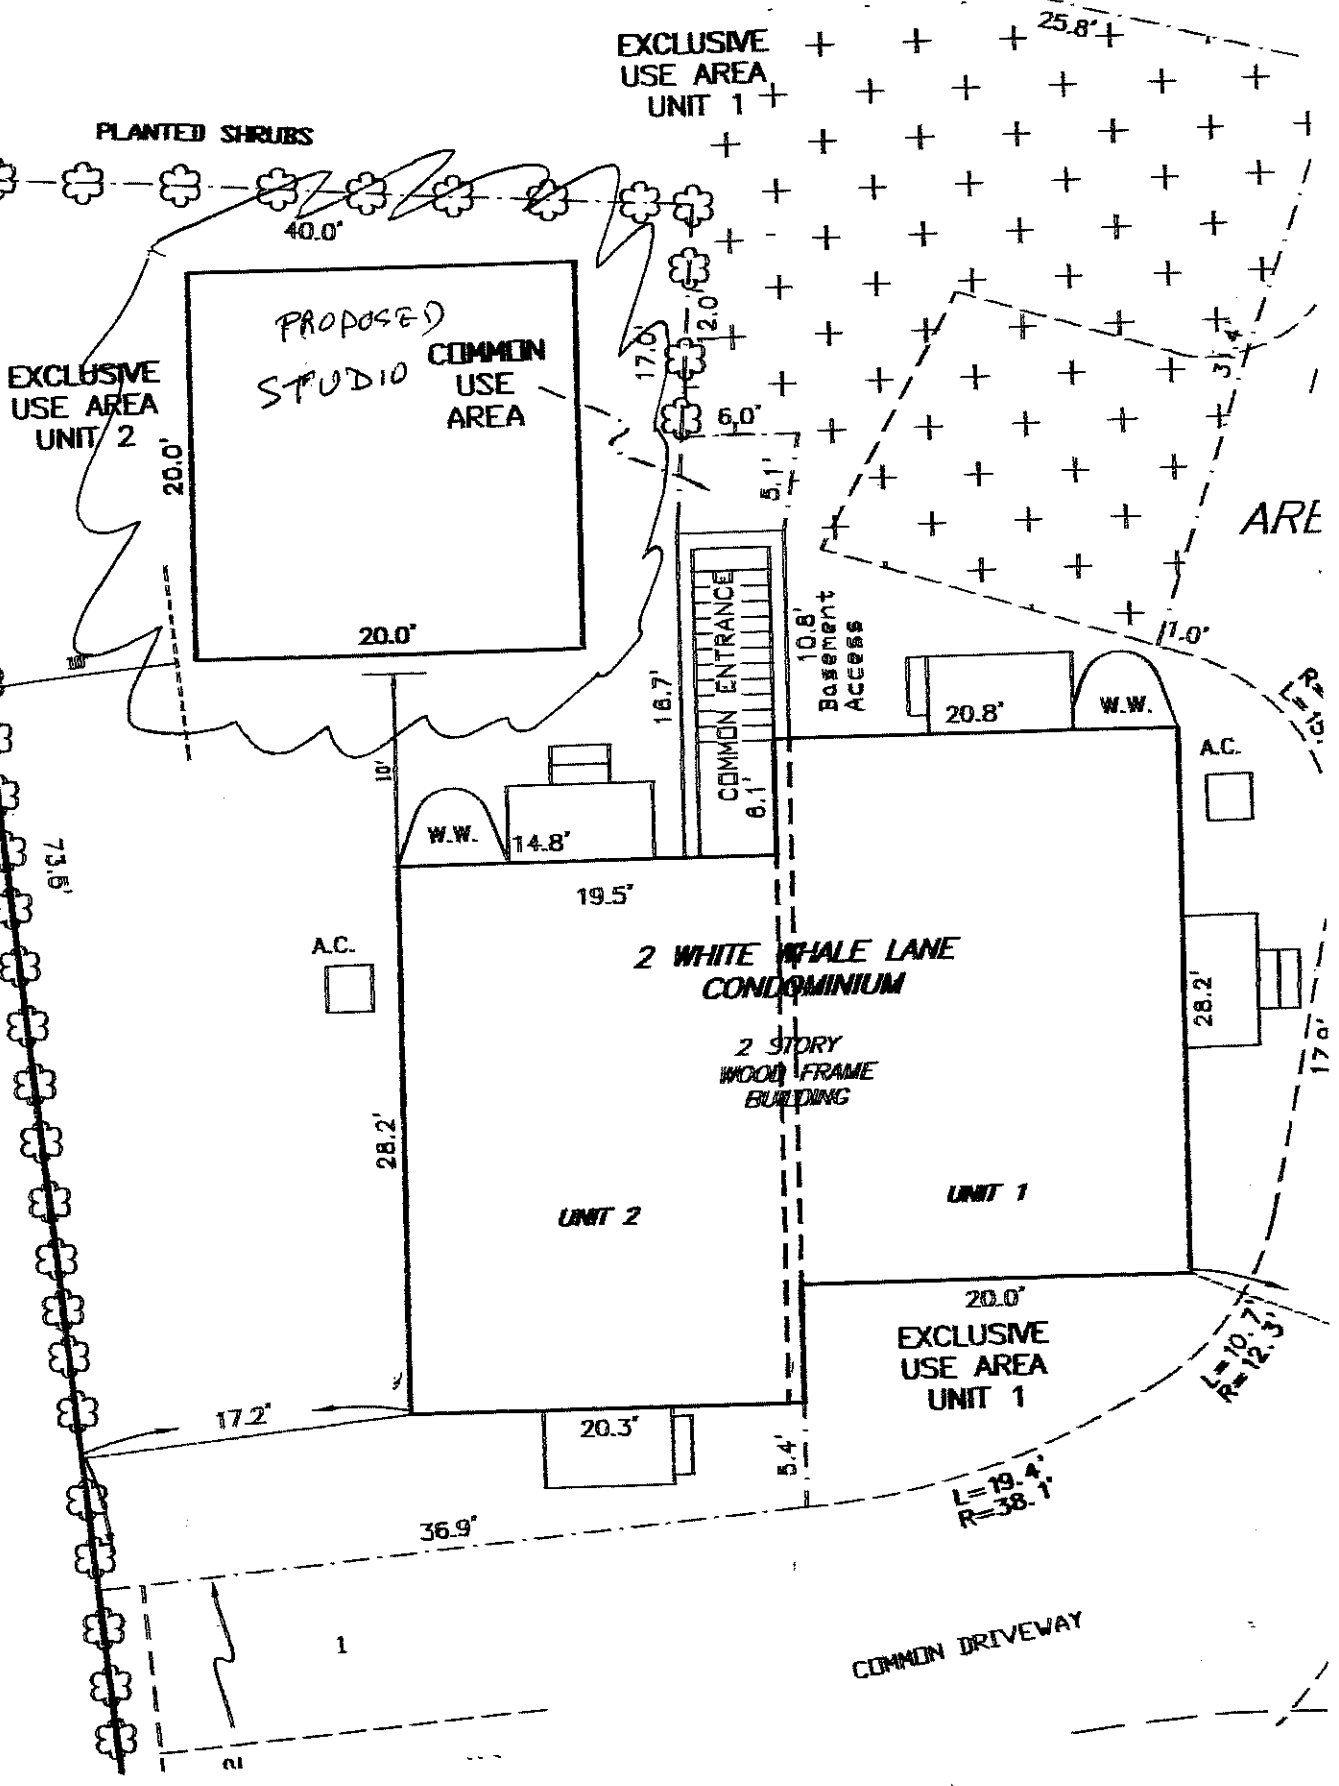 25.8'
EXCLUSIVE
USE AREA
UNIT 1
PLANTED SHRUBS
40.0'
PROPOSED
STUDIO
COMMON
USE
AREA
17.0'
12.0'
31.4'
EXCLUSIVE
USE AREA
UNIT 2
20.0'
6.0'
5.1'
20.0'
10'
16.7'
COMMON ENTRANCE
10.8'
Basement
Access
11.0'
20.8'
W.W.
A.C.
10'
W.W.
14.8'
6.1'
73.5'
19.5'
A.C.
2 WHITE WHALE LANE
CONDOMINIUM
28.2'
2 STORY
WOOD FRAME
BUILDING
28.2'
UNIT 2
UNIT 1
20.0'
EXCLUSIVE
USE AREA
UNIT 1
L=10.7'
R=12.3'
17.2'
20.3'
5.4'
L=19.4'
R=38.1'
36.9'
1
COMMON DRIVEWAY